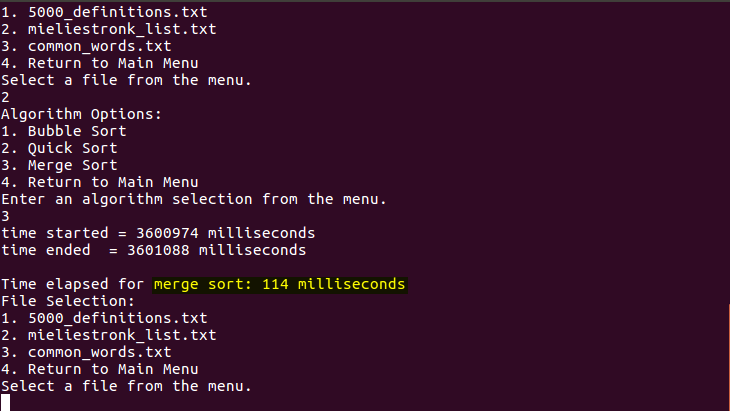 1. 5000_definitions.txt
2. mieliestronk_list.txt
3. common_words.txt
4. Return to Main Menu
Select a file from the menu.
2
Algorithm Options:
1. Bubble Sort
2. Quick Sort
3. Merge Sort
4. Return to Main Menu
Enter an algorithm selection from the menu.
3
time started = 3600974 milliseconds
time ended  = 3601088 milliseconds

Time elapsed for merge sort: 114 milliseconds
File Selection:
1. 5000_definitions.txt
2. mieliestronk_list.txt
3. common_words.txt
4. Return to Main Menu
Select a file from the menu.